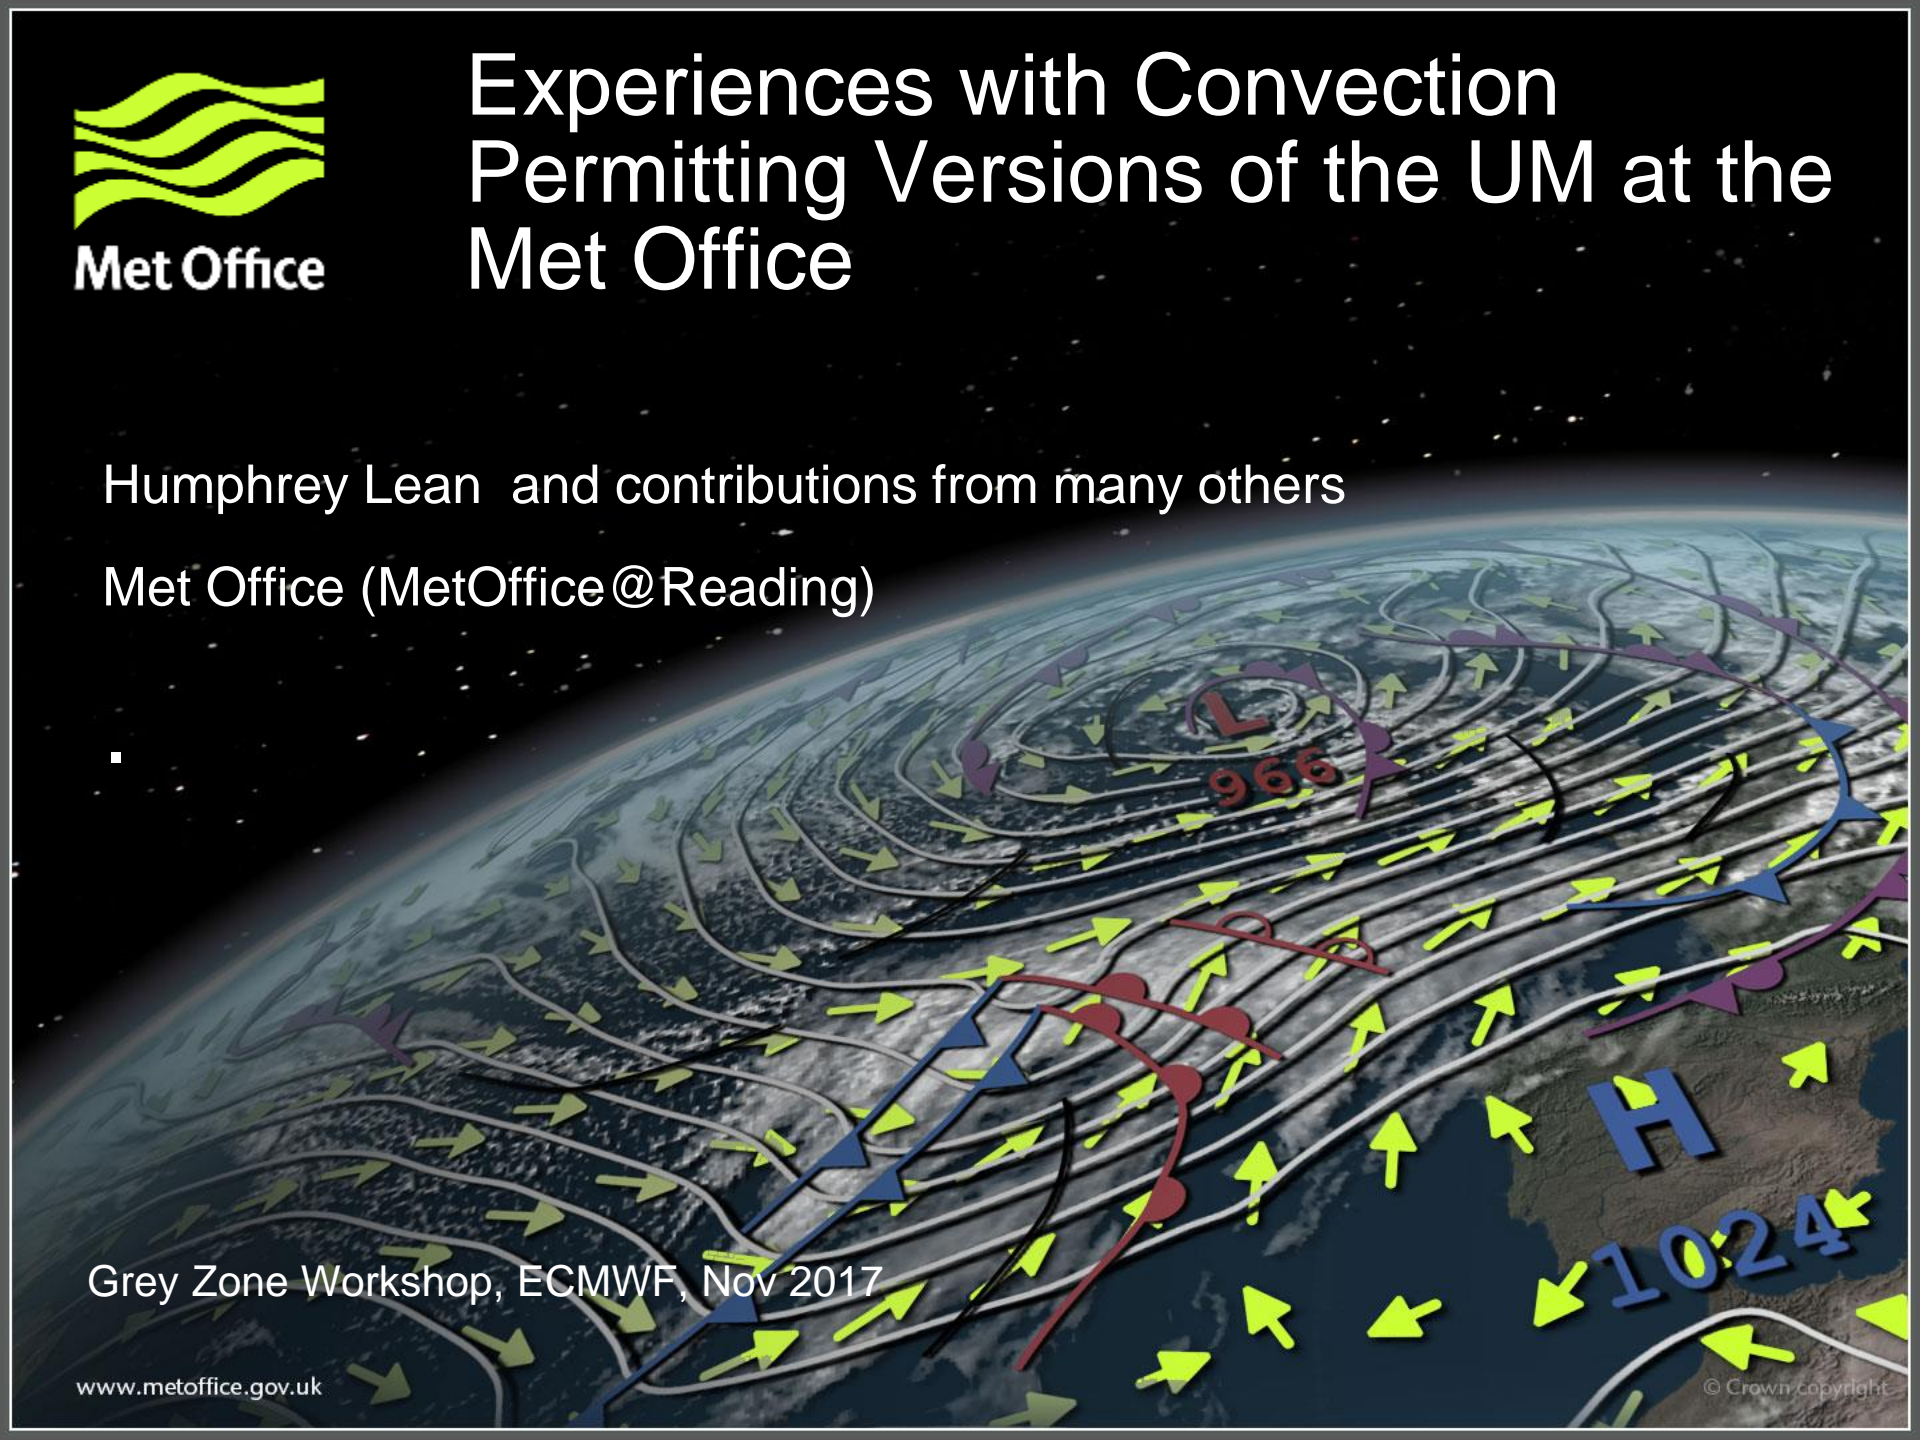 Experiences with Convection
Permitting Versions of the UM at the
Met Office
Met Office
Humphrey Lean  and contributions from many others
Met Office (MetOffice@Reading)
L
966
H
1024
Grey Zone Workshop, ECMWF, Nov 2017
www.metoffice.gov.uk
© Crown copyright